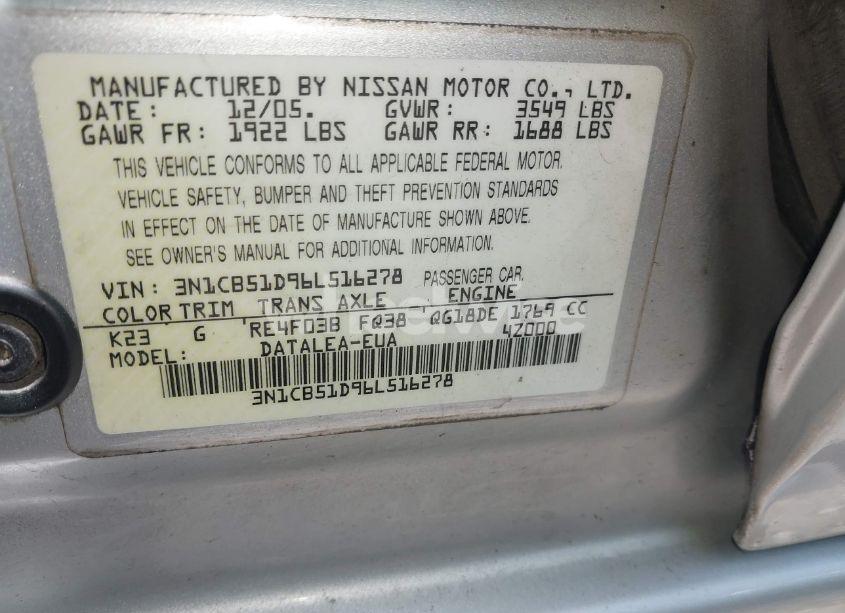 MANUFACTURED BY NISSAN MOTOR CO., LTD.
DATE: 12/05. GVWR: 3549 LBS
GAWR FR: 1922 LBS GAWR RR: 1688 LBS
THIS VEHICLE CONFORMS TO ALL APPLICABLE FEDERAL MOTOR
VEHICLE SAFETY, BUMPER AND THEFT PREVENTION STANDARDS
IN EFFECT ON THE DATE OF MANUFACTURE SHOWN ABOVE.
SEE OWNER'S MANUAL FOR ADDITIONAL INFORMATION.
VIN: 3N1CB51D96L516278 PASSENGER CAR
COLOR TRIM TRANS AXLE ENGINE
K23 G RE4F03B FQ38 QG18DE 1769 CC
MODEL: DATALEA-EUA 4Z000
3N1CB51D96L516278